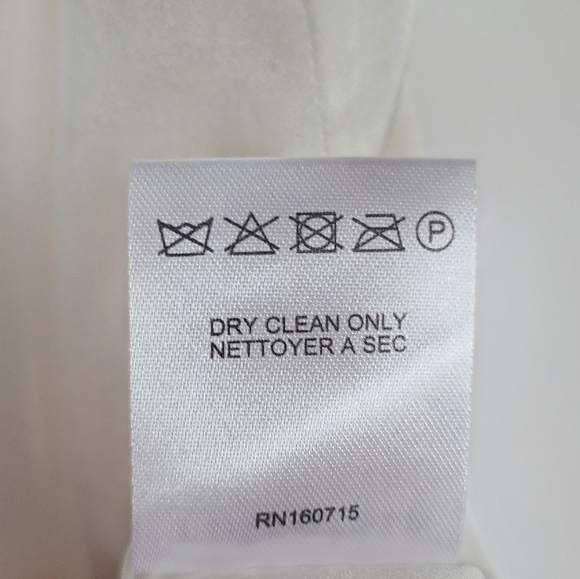 P
DRY CLEAN ONLY
NETTOYER A SEC
RN160715